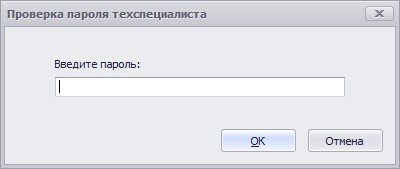 Проверка пароля техспециалиста
Введите пароль:
OK
Отмена